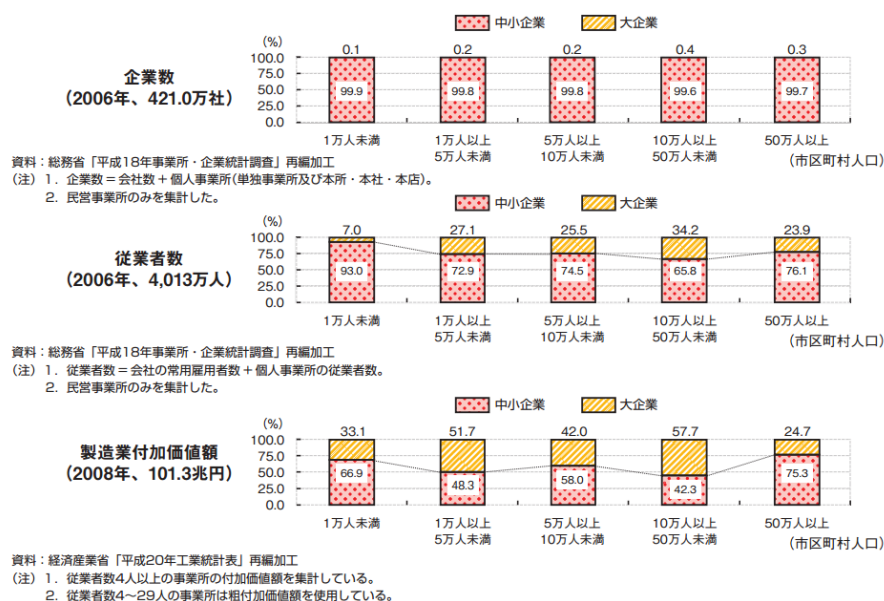 中小企業 大企業
(%)
0.1 0.2 0.2 0.4 0.3
企業数
(2006年、421.0万社)
100.0
75.0
50.0
25.0
0.0
99.9 99.8 99.8 99.6 99.7
1万人未満 1万人以上 5万人以上 10万人以上 50万人以上
5万人未満 10万人未満 50万人未満
(市区町村人口)
資料:総務省「平成18年事業所・企業統計調査」再編加工
(注) 1. 企業数=会社数+個人事業所(単独事業所及び本所・本社・本店)。
2. 民営事業所のみを集計した。
中小企業 大企業
(%)
7.0 27.1 25.5 34.2 23.9
従業者数
(2006年、4,013万人)
100.0
75.0
50.0
25.0
0.0
93.0 72.9 74.5 65.8 76.1
1万人未満 1万人以上 5万人以上 10万人以上 50万人以上
5万人未満 10万人未満 50万人未満
(市区町村人口)
資料:総務省「平成18年事業所・企業統計調査」再編加工
(注) 1. 従業者数=会社の常用雇用者数+個人事業所の従業者数。
2. 民営事業所のみを集計した。
中小企業 大企業
(%)
33.1 51.7 42.0 57.7 24.7
製造業付加価値額
(2008年、101.3兆円)
100.0
75.0
50.0
25.0
0.0
66.9 48.3 58.0 42.3 75.3
1万人未満 1万人以上 5万人以上 10万人以上 50万人以上
5万人未満 10万人未満 50万人未満
(市区町村人口)
資料:経済産業省「平成20年工業統計表」再編加工
(注) 1. 従業者数4人以上の事業所の付加価値額を集計している。
2. 従業者数4~29人の事業所は粗付加価値額を使用している。